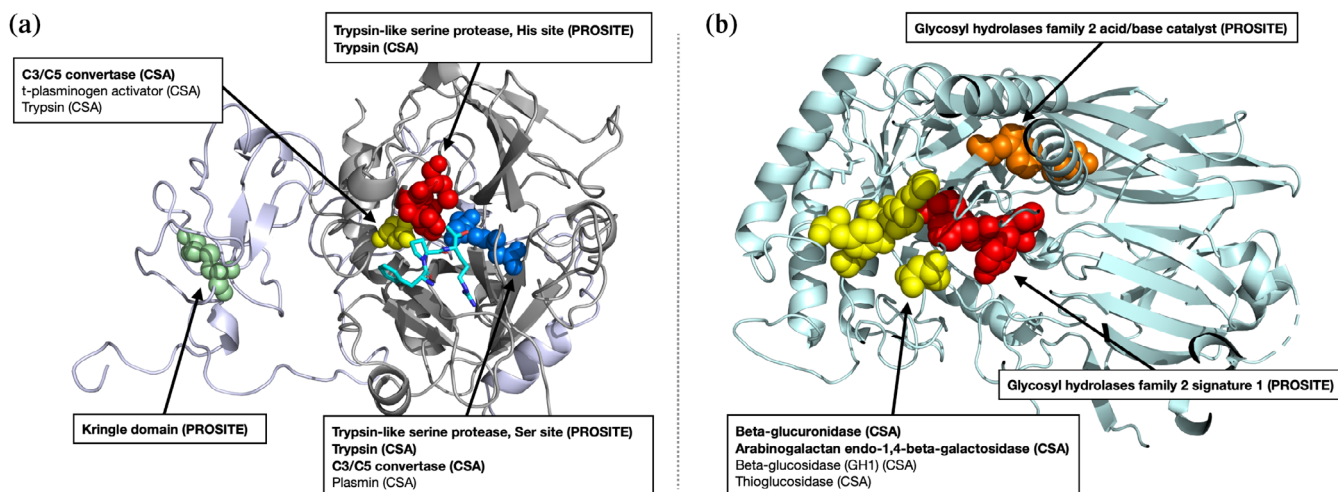 (a)
Trypsin-like serine protease, His site (PROSITE)
Trypsin (CSA)
C3/C5 convertase (CSA)
t-plasminogen activator (CSA)
Trypsin (CSA)
Kringle domain (PROSITE)
Trypsin-like serine protease, Ser site (PROSITE)
Trypsin (CSA)
C3/C5 convertase (CSA)
Plasmin (CSA)
(b)
Glycosyl hydrolases family 2 acid/base catalyst (PROSITE)
Glycosyl hydrolases family 2 signature 1 (PROSITE)
Beta-glucuronidase (CSA)
Arabinogalactan endo-1,4-beta-galactosidase (CSA)
Beta-glucosidase (GH1) (CSA)
Thioglucosidase (CSA)